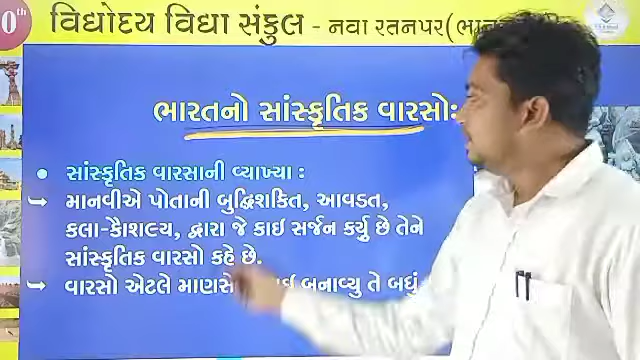 0th વિદ્યોદય વિદ્યા સંકુલ - નવા રતનપર(
ભારતનો સાંસ્કૃતિક વારસો:
• સાંસ્કૃતિક વારસાની વ્યાખ્યા :
માનવીએ પોતાની બુદ્ધિશક્તિ, આવડત,
કલા-કૌશલ્ય, દ્વારા જે કાઇ સર્જન કર્યુ છે તેને
સાંસ્કૃતિક વારસો કહે છે.
વારસો એટલે બનાવ્યુ તે બધું